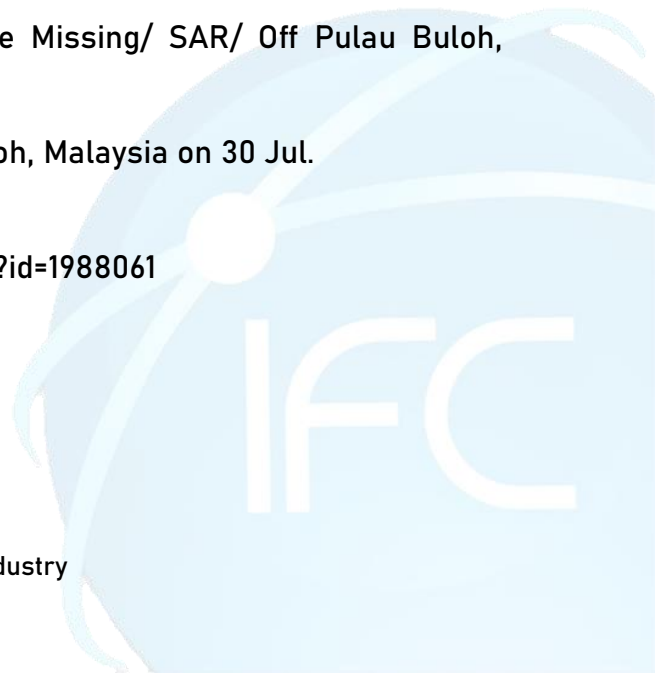 e Missing/ SAR/ Off Pulau Buloh,
oh, Malaysia on 30 Jul.
?id=1988061
IFC
dustry